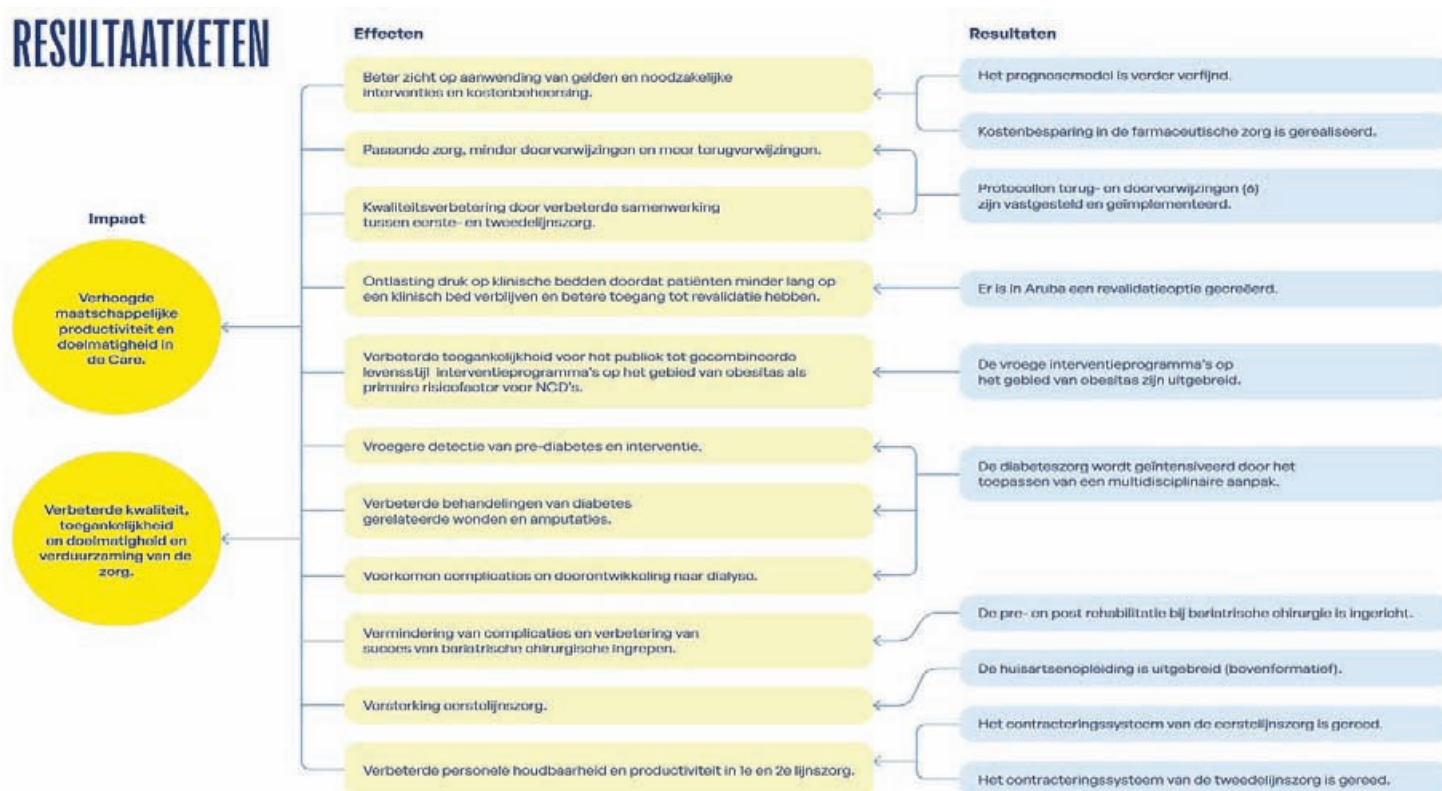 RESULTAATKETEN
Impact
Verhoogde
maatschappelijke
productiviteit en
doelmatigheid in
de Care.
Verbeterde kwaliteit,
toegankelijkheid
en doelmatigheid en
verduurzaming van de
zorg.
Effecten
Beter zicht op aanwending van gelden en noodzakelijke
interventies en kostenbeheersing.
Passende zorg, minder doorverwijzingen en meer terugverwijzingen.
Kwaliteitsverbetering door verbeterde samenwerking
tussen eerste- en tweedelijnszorg.
Ontlasting druk op klinische bedden doordat patiënten minder lang op
een klinisch bed verblijven en betere toegang tot revalidatie hebben.
Verbeterde toegankelijkheid voor het publiek tot gecombineerde
levensstijl interventieprogramma's op het gebied van obesitas als
primaire risicofactor voor NCD's.
Vroegere detectie van pre-diabetes en interventie.
Verbeterde behandelingen van diabetes
gerelateerde wonden en amputaties.
Voorkomen complicaties en doorontwikkeling naar dialyse.
Vermindering van complicaties en verbetering van
succes van bariatrische chirurgische ingrepen.
Versterking eerstelijnszorg.
Verbeterde personele houdbaarheid en productiviteit in 1e en 2e lijnszorg.
Resultaten
Het prognosemodel is verder verfijnd.
Kostenbesparing in de farmaceutische zorg is gerealiseerd.
Protocollen terug- en doorverwijzingen (6)
zijn vastgesteld en geïmplementeerd.
Er is in Aruba een revalidatieoptie gecreëerd.
De vroege interventieprogramma's op
het gebied van obesitas zijn uitgebreid.
De diabeteszorg wordt geïntensiveerd door het
toepassen van een multidisciplinaire aanpak.
De pre- en post rehabilitatie bij bariatrische chirurgie is ingericht.
De huisartsenopleiding is uitgebreid (bovenformatief).
Het contracteringssysteem van de eerstelijnszorg is gereed.
Het contracteringssysteem van de tweedelijnszorg is gereed.